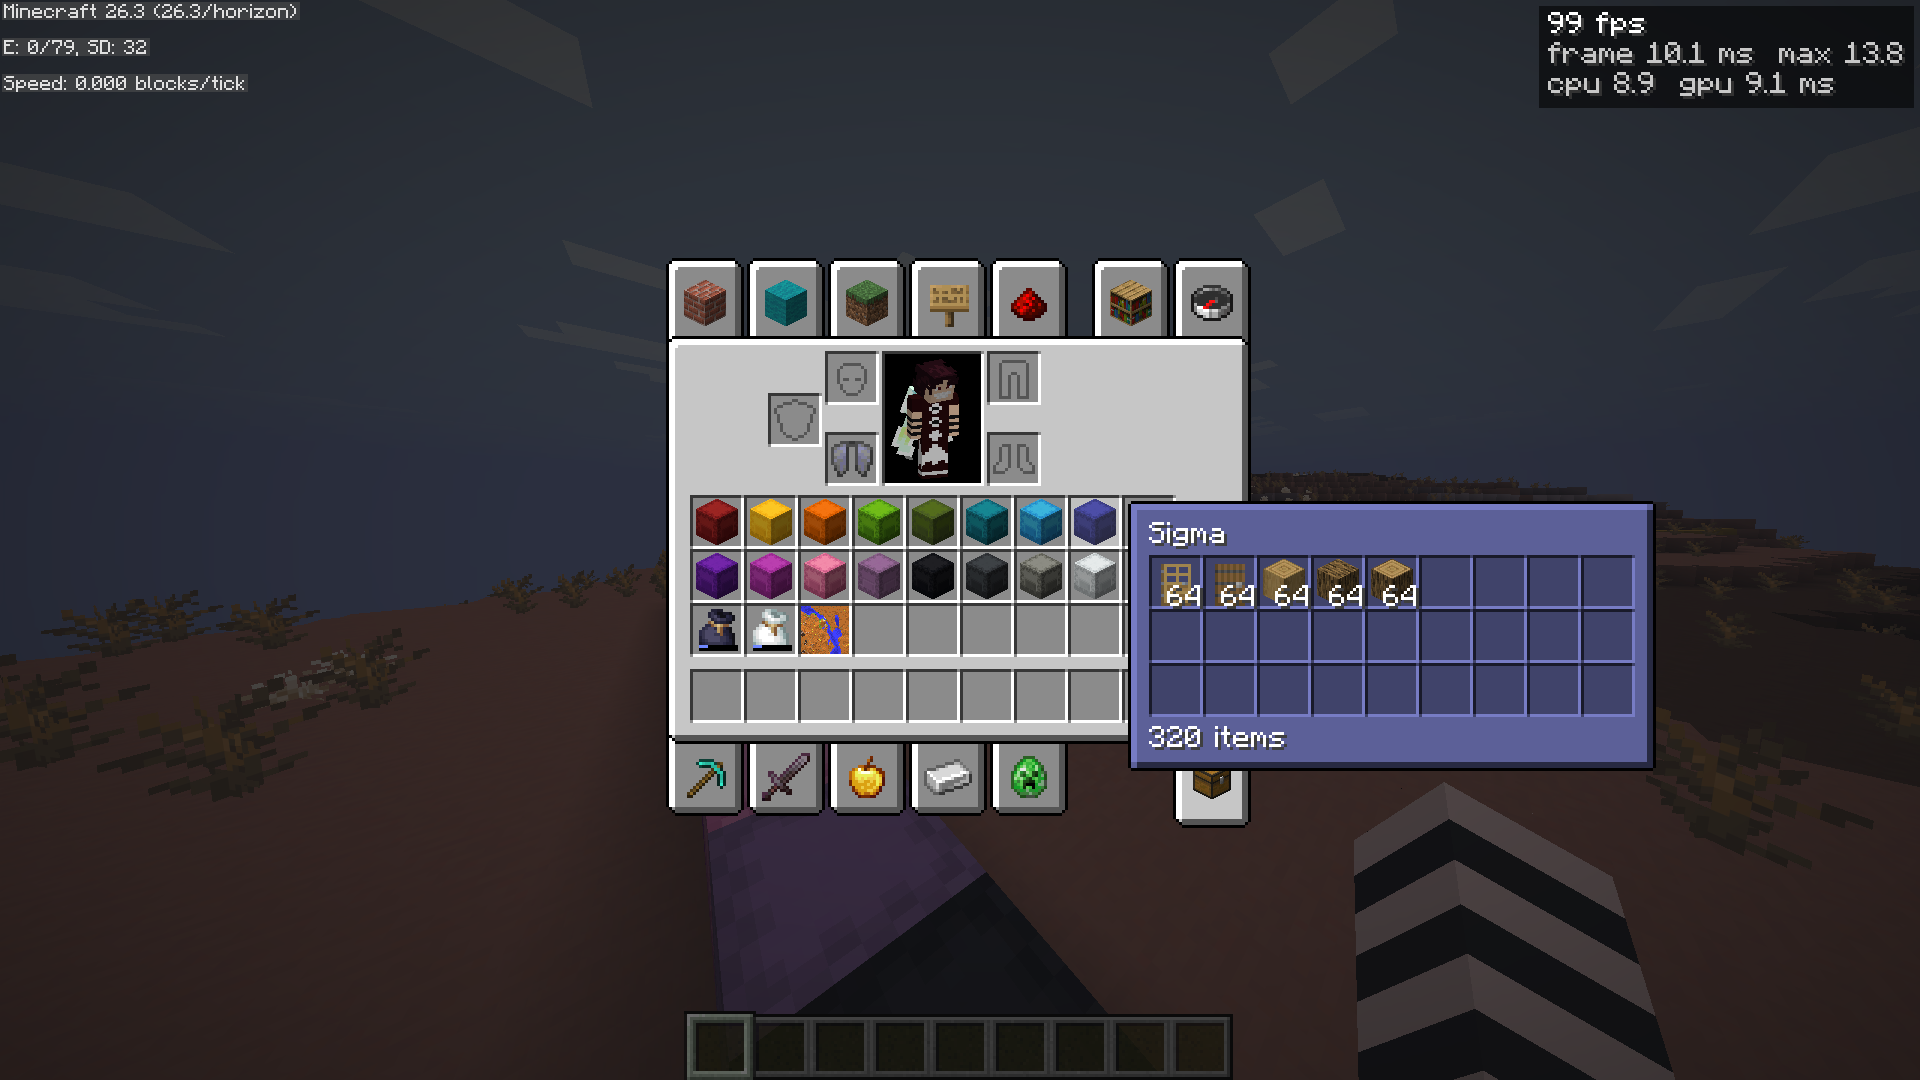 Minecraft 26.3 (26.3/horizon)
E: 0/79, SD: 32
Speed: 0.000 blocks/tick
99 fps
frame 10.1 ms max 13.8
cpu 8.9 gpu 9.1 ms
Sigma
64 64 64 64 64
320 items